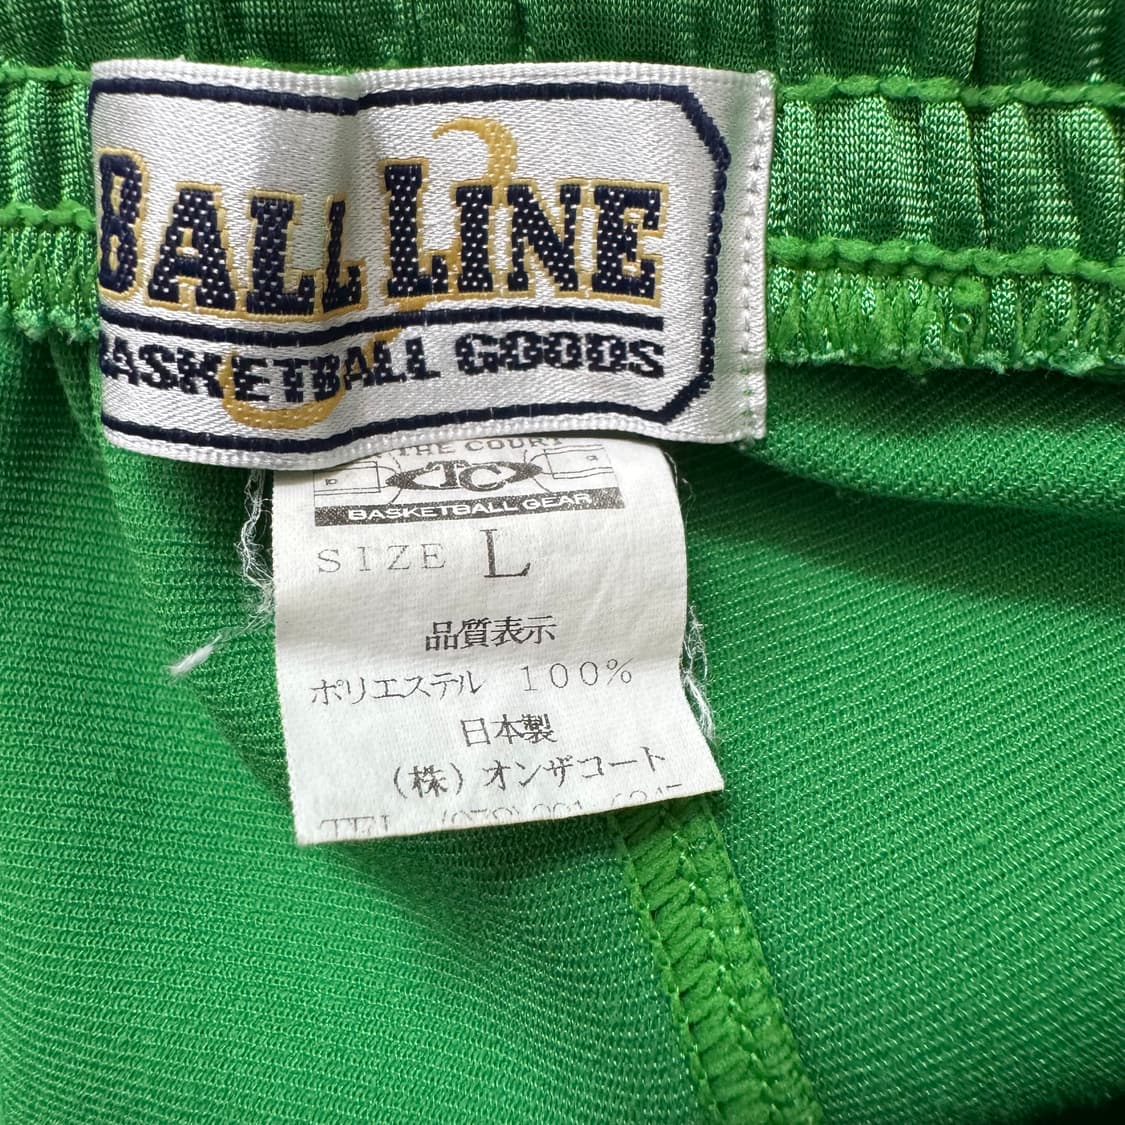 BALL LINE
BASKETBALL GOODS
THE COURT
TC
BASKETBALL GEAR
SIZE L
品質表示
ポリエステル 100%
日本製
(株)オンザコート
TEL